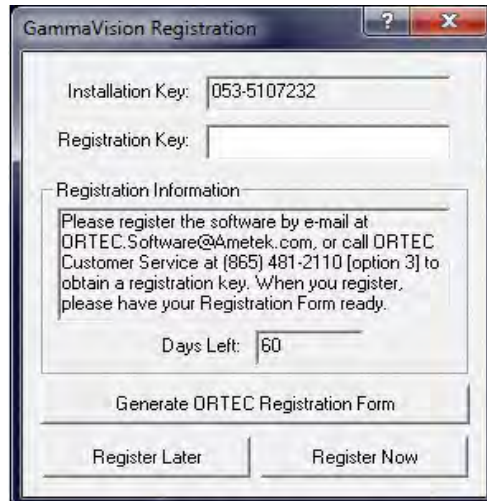 GammaVision Registration
Installation Key: 053-5107232
Registration Key:
Registration Information
Please register the software by e-mail at
ORTEC.Software@Ametek.com, or call ORTEC
Customer Service at (865) 481-2110 [option 3] to
obtain a registration key. When you register,
please have your Registration Form ready.
Days Left: 60
Generate ORTEC Registration Form
Register Later Register Now